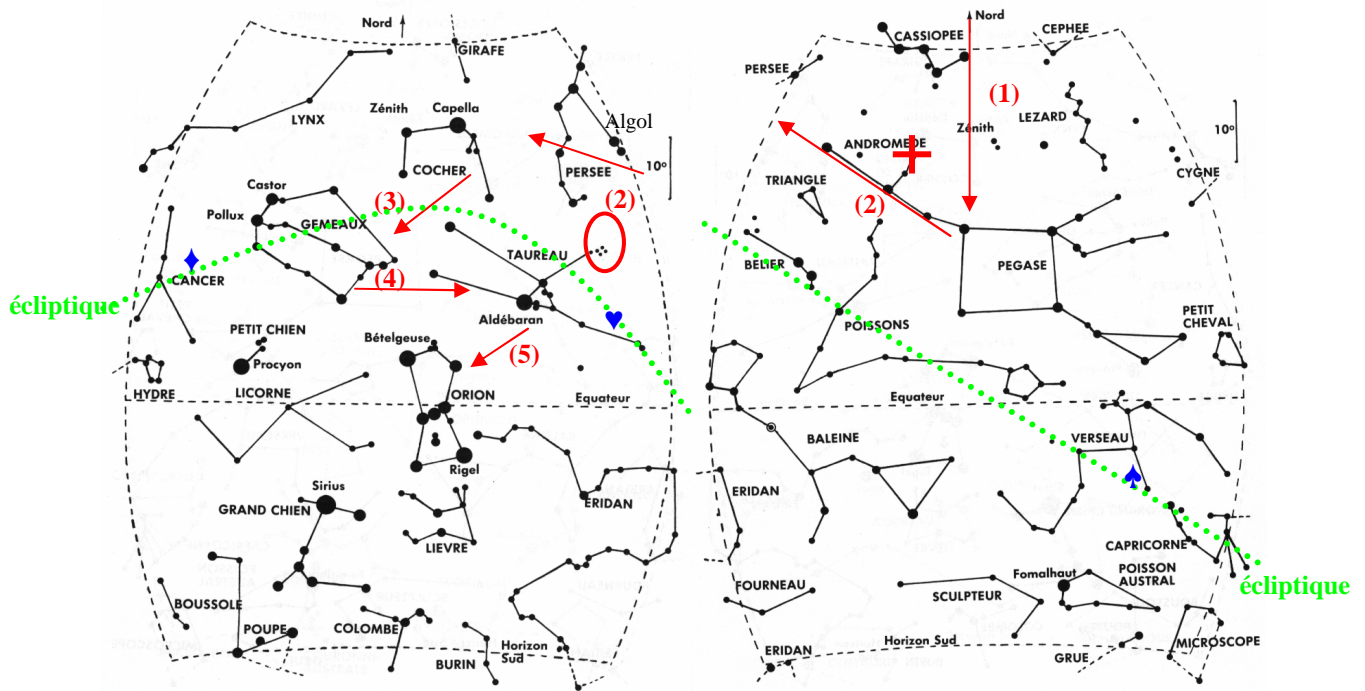 Nord
GIRAFE
LYNX
Zénith
Capella
Algol
10°
COCHER
PERSEE
Castor
(3)
(2)
Pollux
GEMEAUX
TAUREAU
CANCER
(4)
écliptique
Aldébaran
PETIT CHIEN
Bételgeuse
(5)
Procyon
HYDRE
LICORNE
ORION
Equateur
Rigel
Sirius
GRAND CHIEN
ERIDAN
LIEVRE
BOUSSOLE
POUPE
COLOMBE
BURIN
Horizon
Sud
Nord
CASSIOPEE
CEPHEE
PERSEE
(1)
Zénith
LEZARD
10°
ANDROMEDE
TRIANGLE
CYGNE
(2)
BELIER
PEGASE
POISSONS
PETIT
CHEVAL
Equateur
BALEINE
VERSEAU
ERIDAN
CAPRICORNE
FOURNEAU
SCULPTEUR
Fomalhaut
POISSON
AUSTRAL
écliptique
Horizon Sud
MICROSCOPE
ERIDAN
GRUE